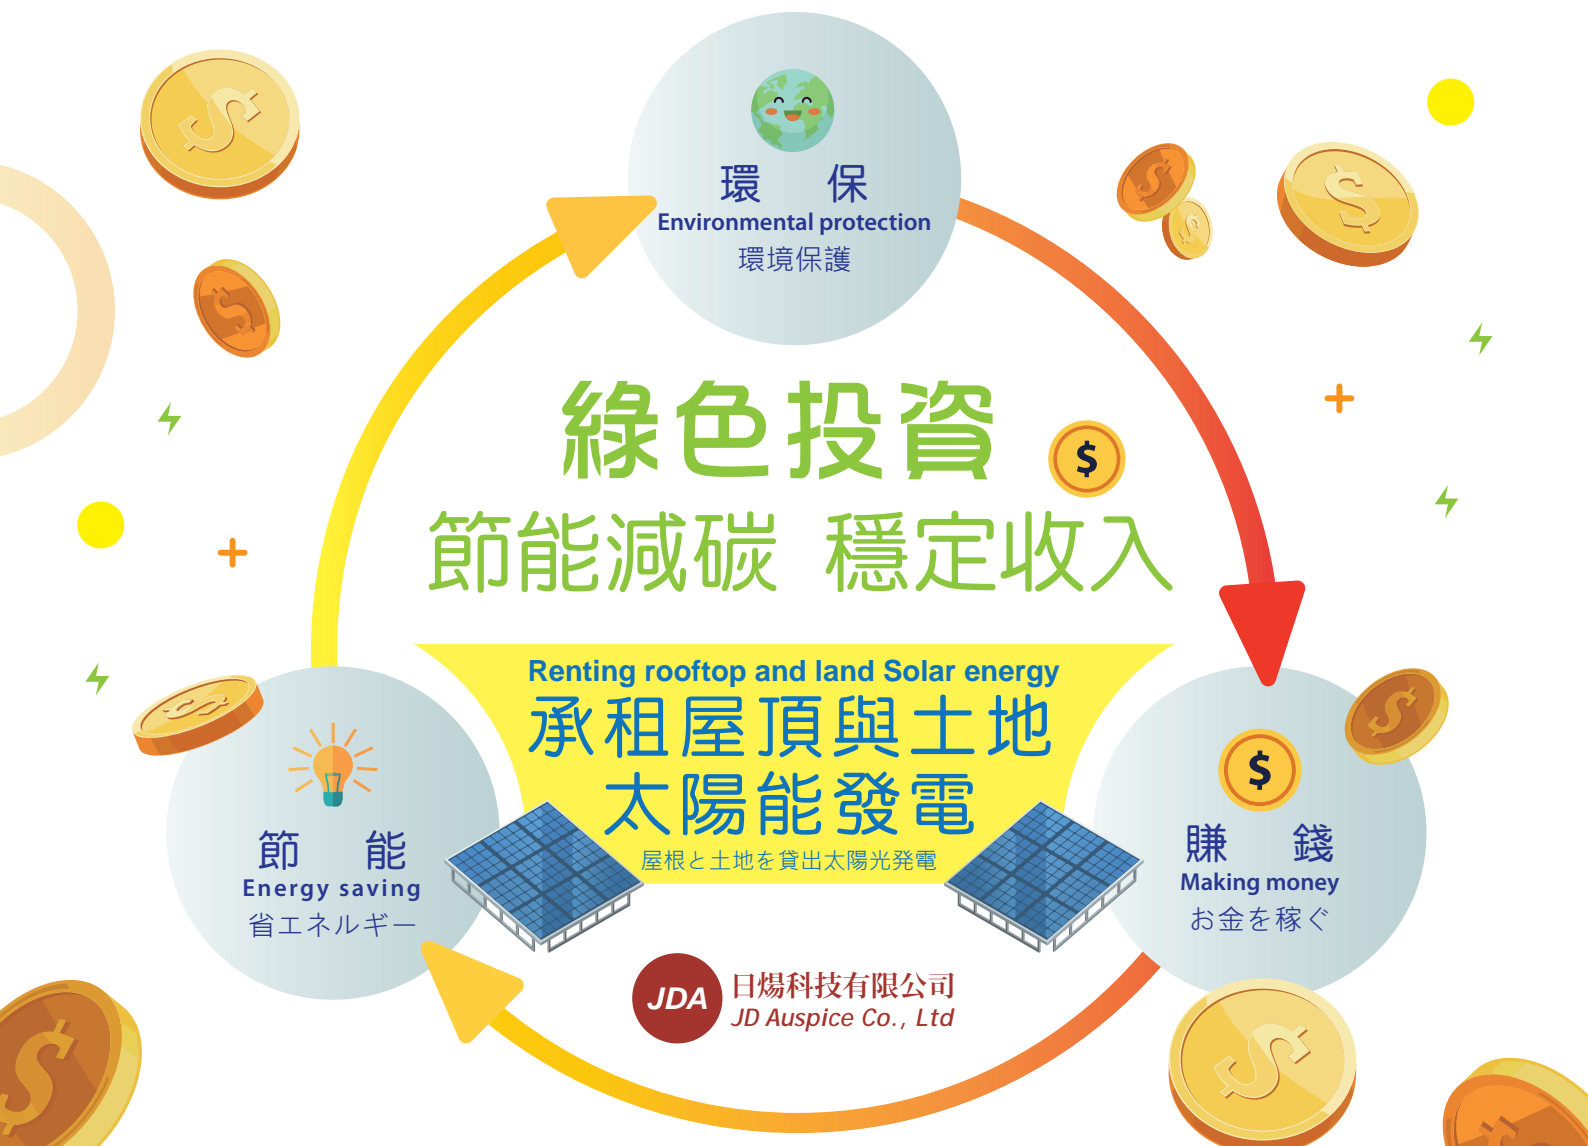 環 保
Environmental protection
環境保護
綠色投資
$
節能減碳 穩定收入
Renting rooftop and land Solar energy
承租屋頂與土地
太陽能發電
屋根と土地を貸出太陽光発電
節 能
Energy saving
省エネルギー
$
賺 錢
Making money
お金を稼ぐ
JDA
日煬科技有限公司
JD Auspice Co., Ltd